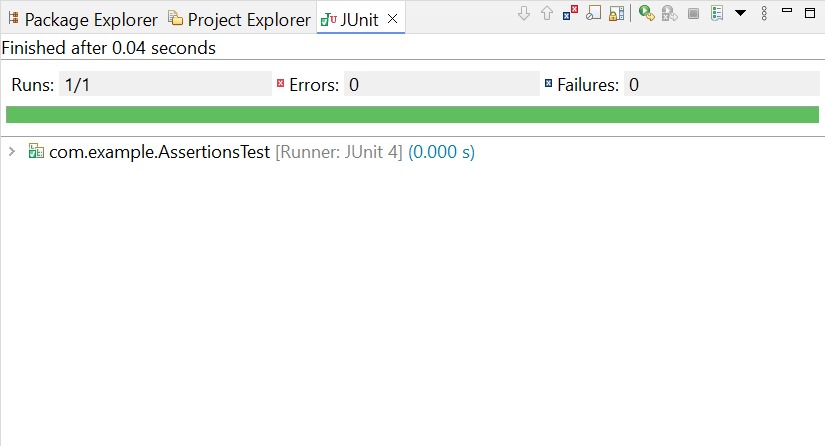 Package Explorer Project Explorer JUnit
Finished after 0.04 seconds
Runs: 1/1 Errors: 0 Failures: 0
com.example.AssertionsTest [Runner: JUnit 4] (0.000 s)